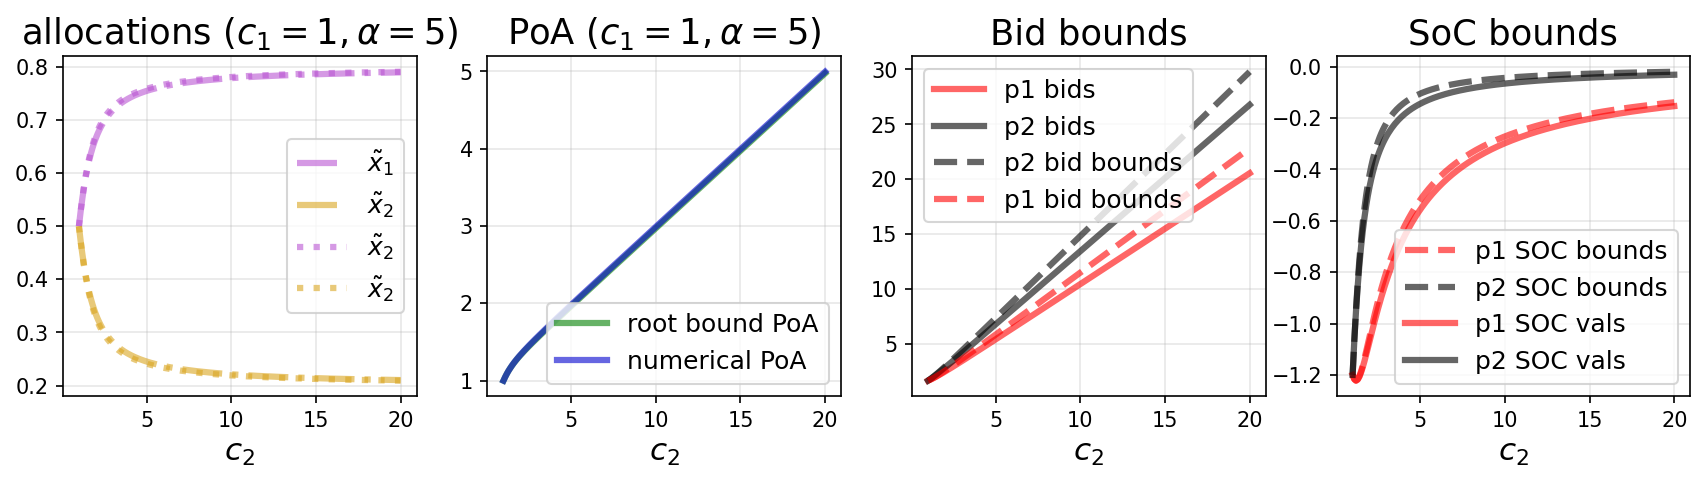 allocations (c₁ = 1, α = 5)
0.8
0.7
0.6
0.5
0.4
0.3
0.2
x̃₁
x̃₂
x̃₂
x̃₂
5 10 15 20
c₂
PoA (c₁ = 1, α = 5)
5
4
3
2
1
root bound PoA
numerical PoA
5 10 15 20
c₂
Bid bounds
30
25
20
15
10
5
p1 bids
p2 bids
p2 bid bounds
p1 bid bounds
5 10 15 20
c₂
SoC bounds
0.0
−0.2
−0.4
−0.6
−0.8
−1.0
−1.2
p1 SOC bounds
p2 SOC bounds
p1 SOC vals
p2 SOC vals
5 10 15 20
c₂